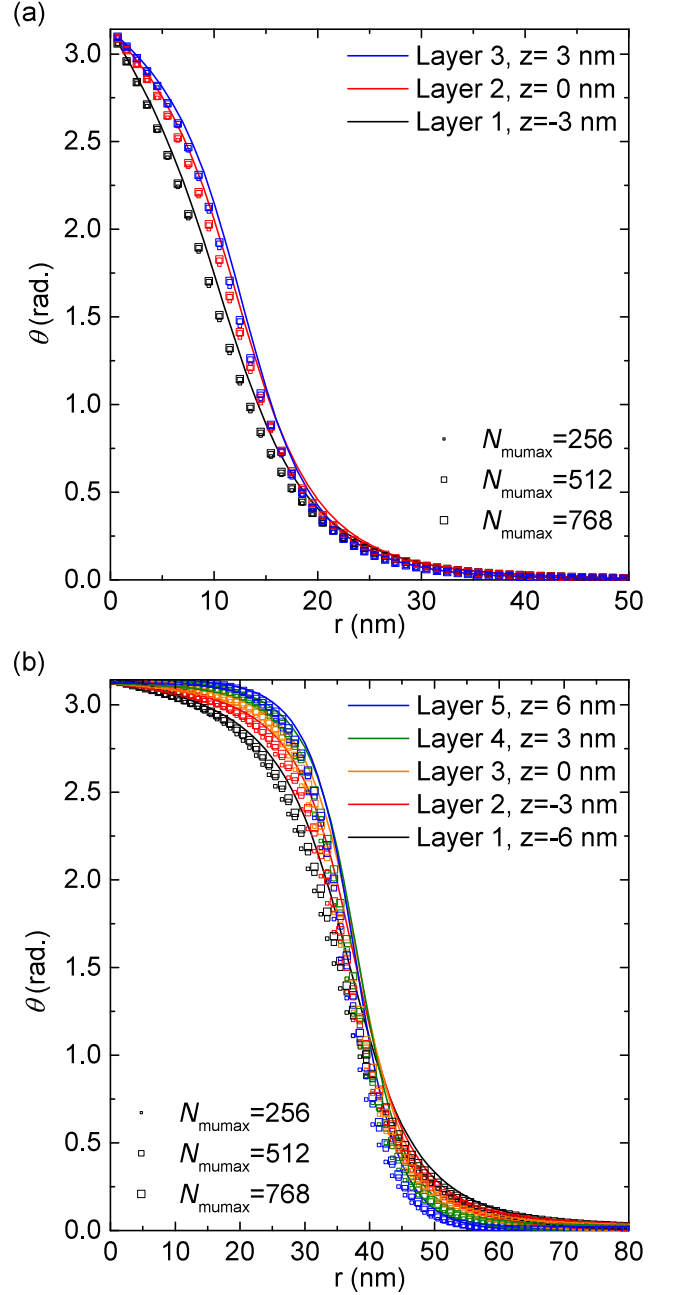 (a)
3.0
2.5
2.0
1.5
1.0
0.5
0.0
θ (rad.)
Layer 3, z= 3 nm
Layer 2, z= 0 nm
Layer 1, z=-3 nm
Nmumax=256
Nmumax=512
Nmumax=768
0 10 20 30 40 50
r (nm)
(b)
3.0
2.5
2.0
1.5
1.0
0.5
0.0
θ (rad.)
Layer 5, z= 6 nm
Layer 4, z= 3 nm
Layer 3, z= 0 nm
Layer 2, z=-3 nm
Layer 1, z=-6 nm
Nmumax=256
Nmumax=512
Nmumax=768
0 10 20 30 40 50 60 70 80
r (nm)